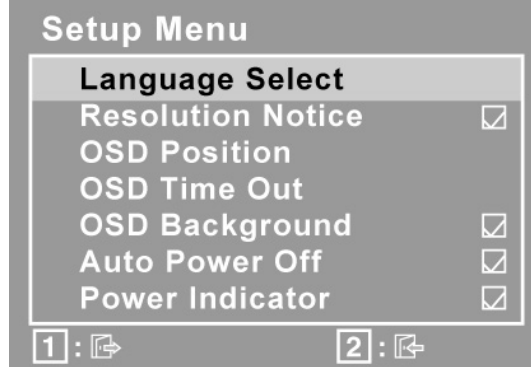 Setup Menu
Language Select
Resolution Notice
OSD Position
OSD Time Out
OSD Background
Auto Power Off
Power Indicator
1 : 2 :